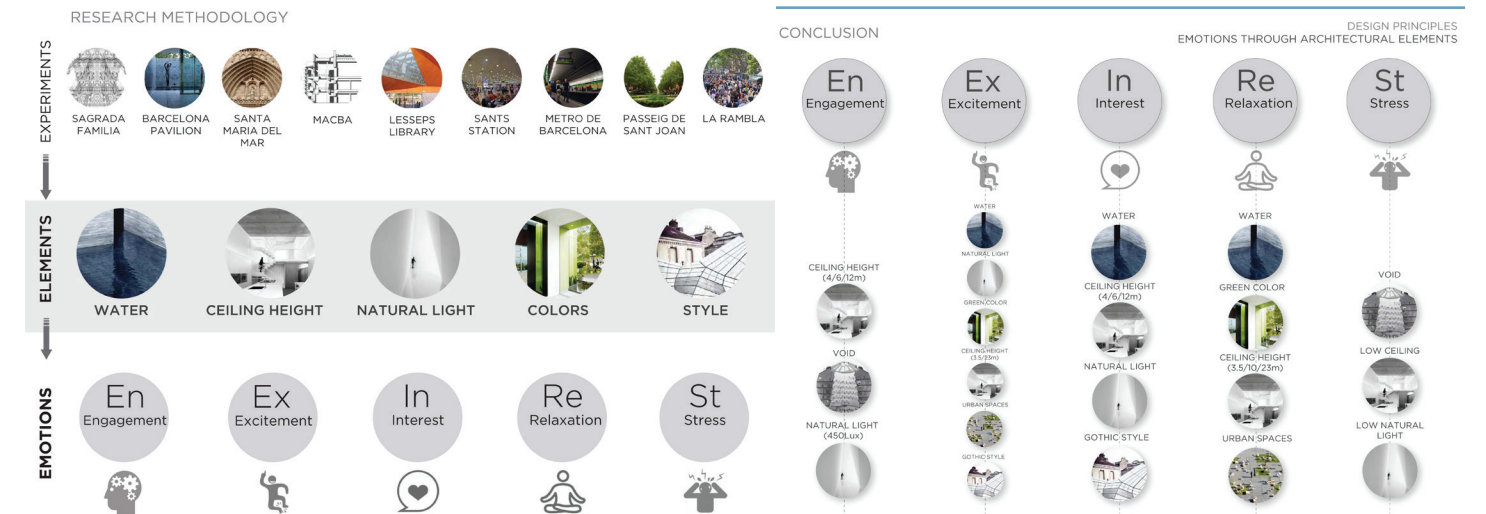 RESEARCH METHODOLOGY
EXPERIMENTS
SAGRADA
FAMILIA
BARCELONA
PAVILION
SANTA
MARIA DEL
MAR
MACBA
LESSEPS
LIBRARY
SANTS
STATION
METRO DE
BARCELONA
PASSEIG DE
SANT JOAN
LA RAMBLA
ELEMENTS
WATER
CEILING HEIGHT
NATURAL LIGHT
COLORS
STYLE
EMOTIONS
En
Engagement
Ex
Excitement
In
Interest
Re
Relaxation
St
Stress
CONCLUSION
DESIGN PRINCIPLES
EMOTIONS THROUGH ARCHITECTURAL ELEMENTS
En
Engagement
CEILING HEIGHT
(4/6/12m)
VOID
NATURAL LIGHT
(450Lux)
Ex
Excitement
WATER
NATURAL LIGHT
GREEN COLOR
CEILING HEIGHT
(3.5/23m)
URBAN SPACES
GOTHIC STYLE
In
Interest
WATER
CEILING HEIGHT
(4/6/12m)
NATURAL LIGHT
GOTHIC STYLE
Re
Relaxation
WATER
GREEN COLOR
CEILING HEIGHT
(3.5/10/23m)
URBAN SPACES
St
Stress
VOID
LOW CEILING
LOW NATURAL
LIGHT